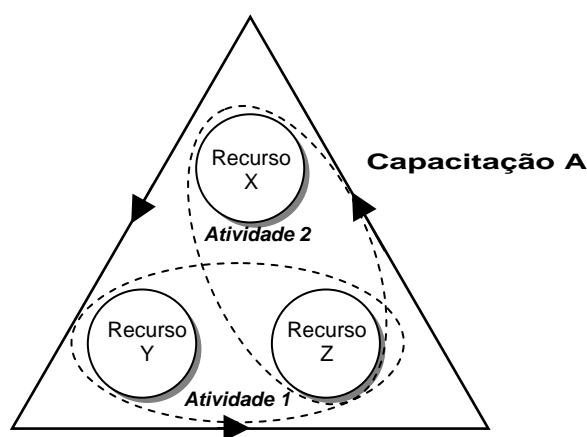 Recurso
X
Capacitação A
Atividade 2
Recurso
Y
Recurso
Z
Atividade 1